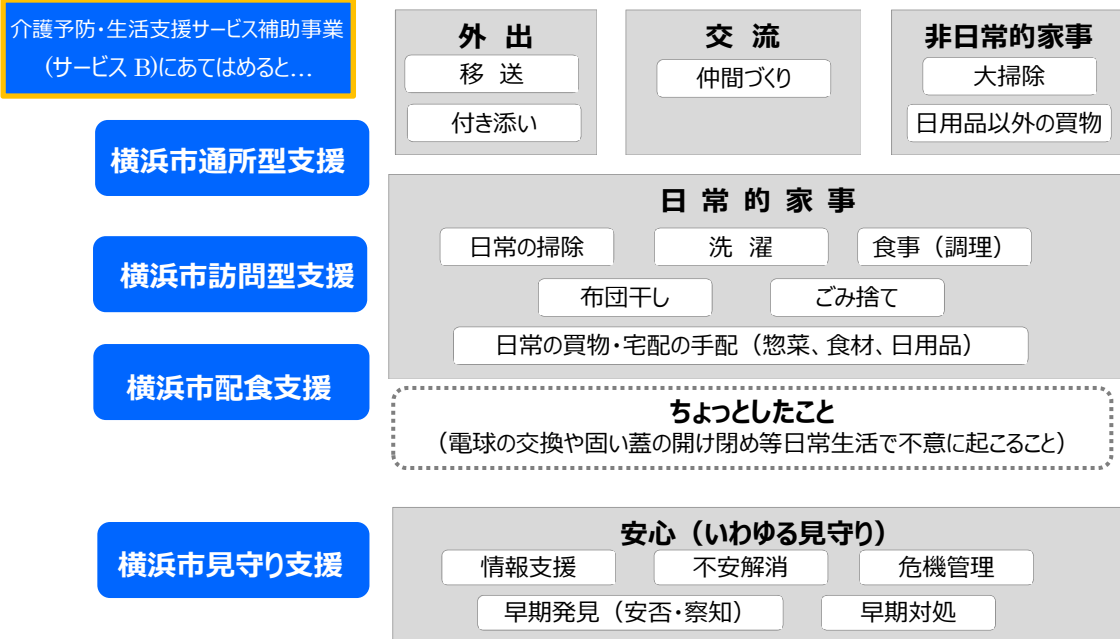 介護予防・生活支援サービス補助事業
(サービス B)にあてはめると…
横浜市通所型支援
横浜市訪問型支援
横浜市配食支援
横浜市見守り支援
外 出
移 送
付き添い
交 流
仲間づくり
非日常的家事
大掃除
日用品以外の買物
日 常 的 家 事
日常の掃除
洗 濯
食事（調理）
布団干し
ごみ捨て
日常の買物・宅配の手配（惣菜、食材、日用品）
ちょっとしたこと
（電球の交換や固い蓋の開け閉め等日常生活で不意に起こること）
安心（いわゆる見守り）
情報支援
不安解消
危機管理
早期発見（安否・察知）
早期対処